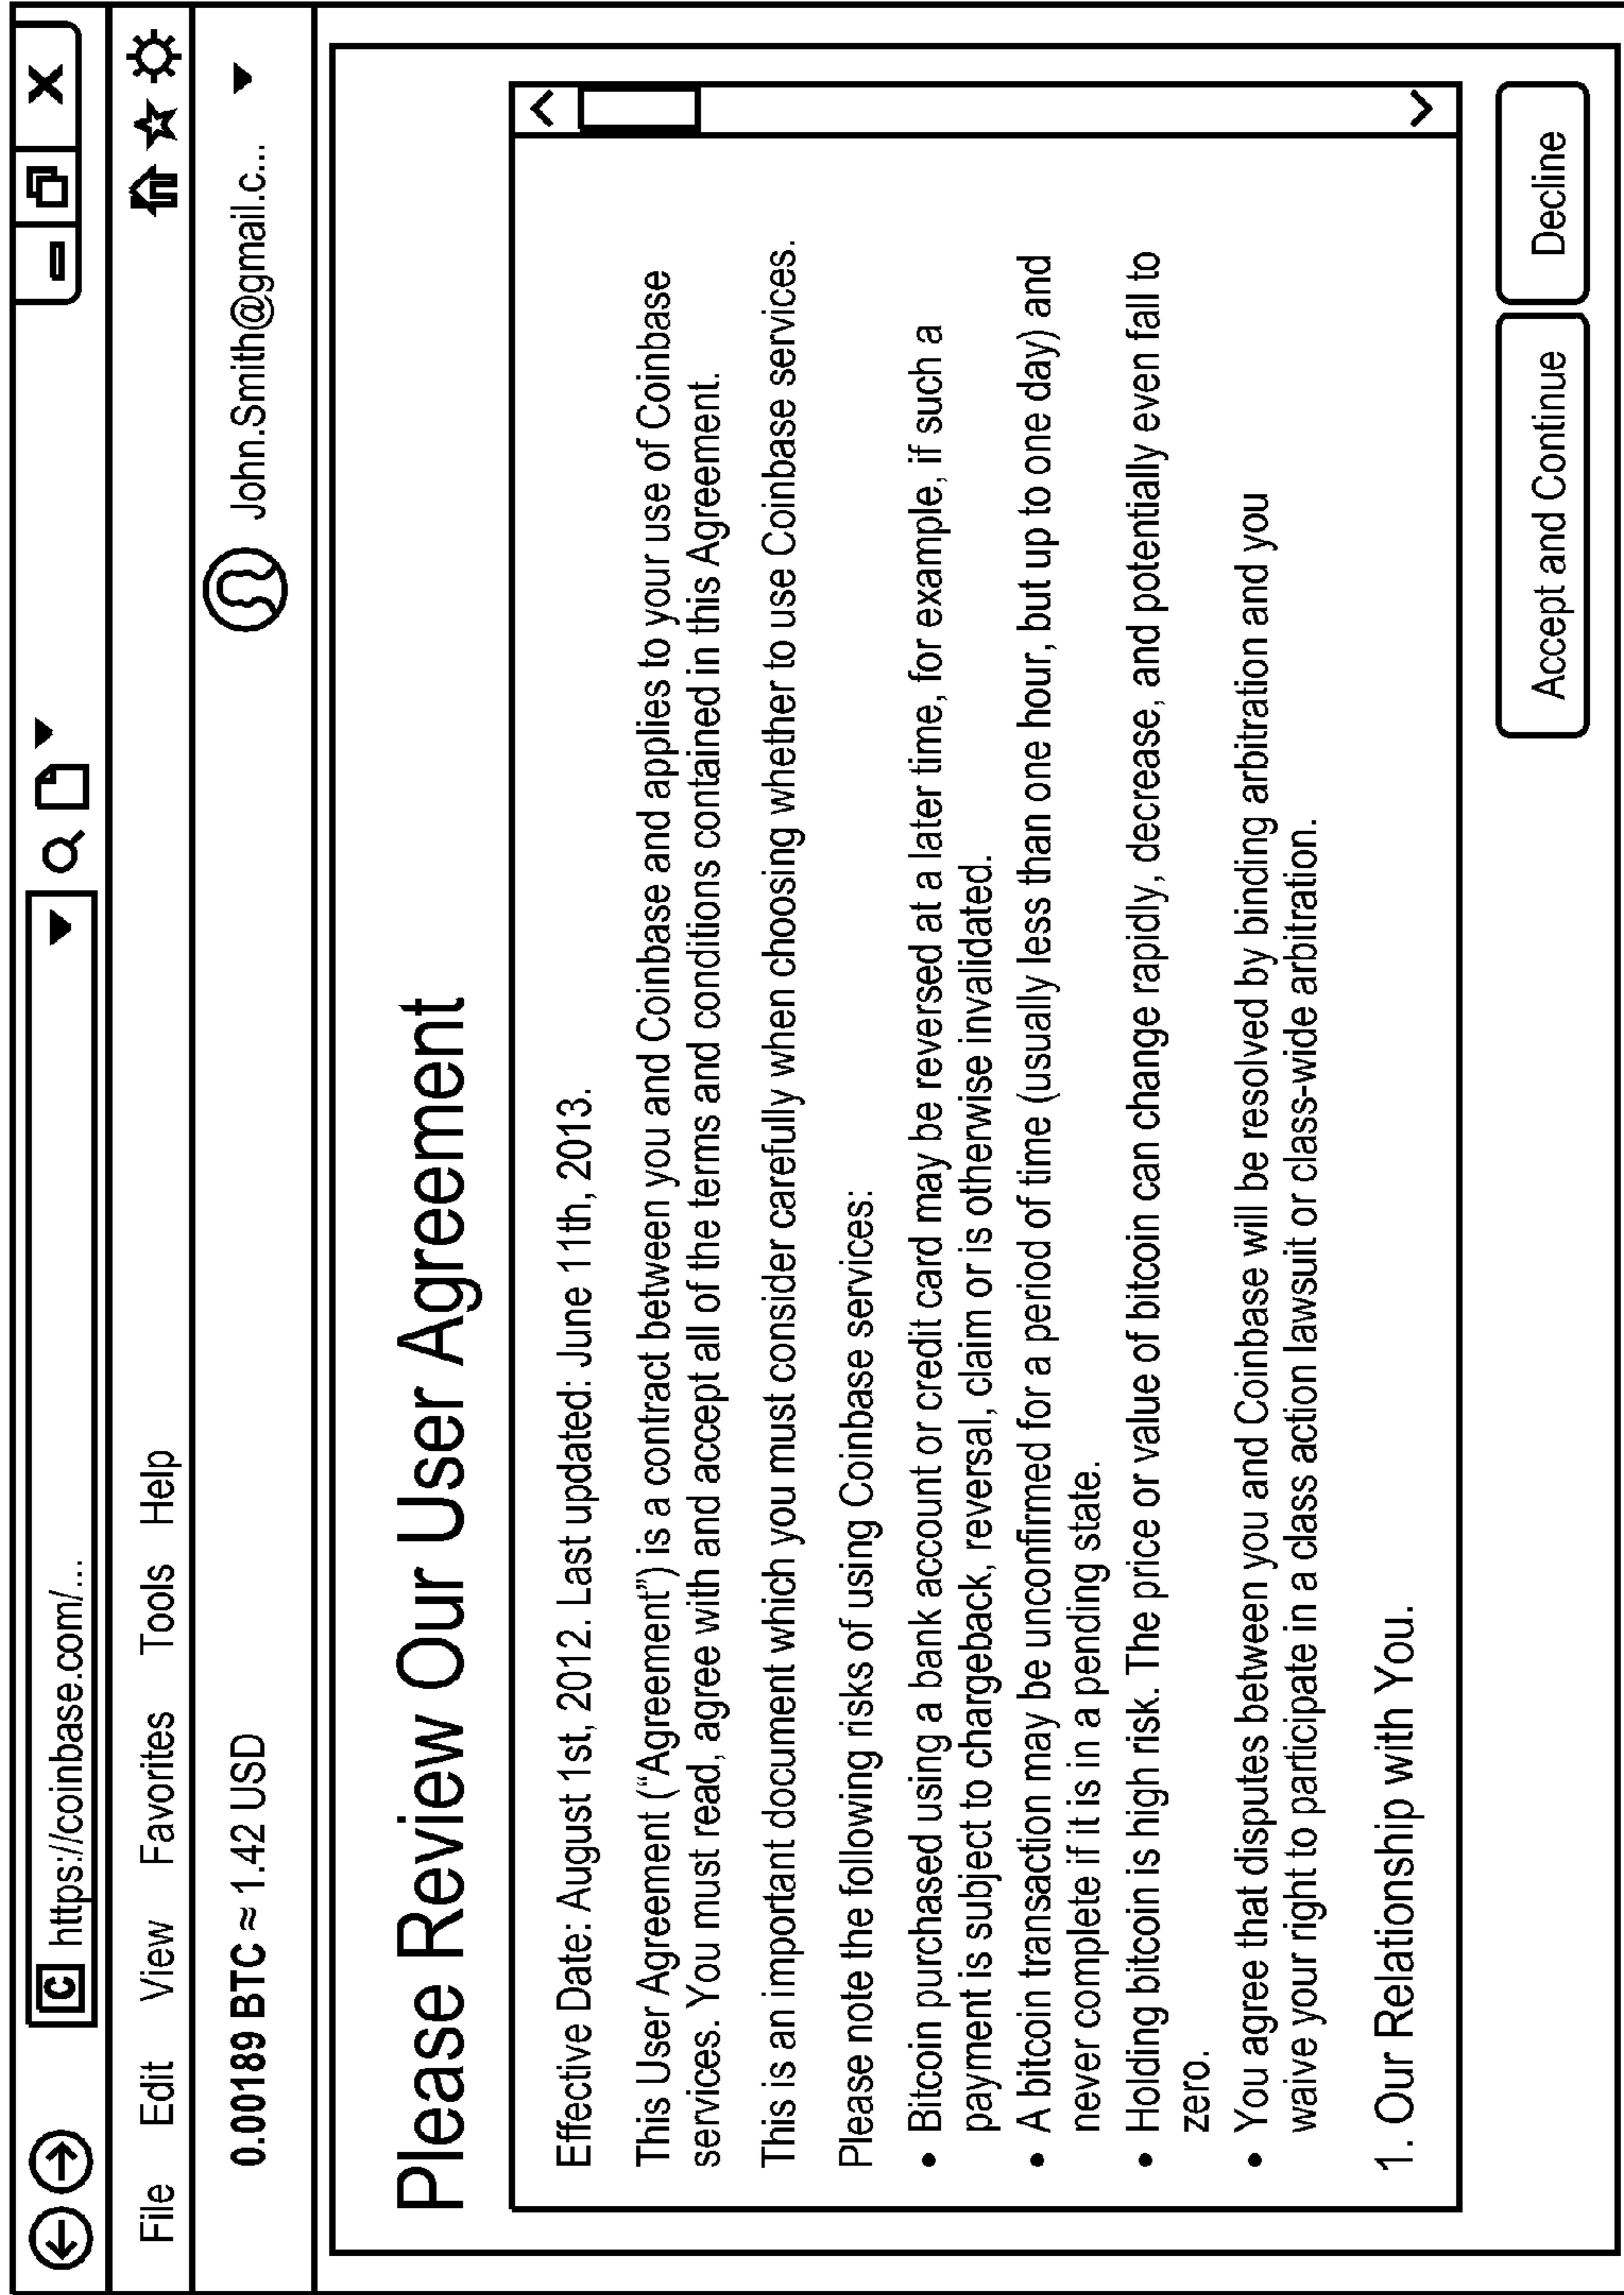 C https://coinbase.com/...
X
File Edit View Favorites Tools Help
0.00189 BTC ≈ 1.42 USD
John.Smith@gmail.c...
Please Review Our User Agreement
Effective Date: August 1st, 2012. Last updated: June 11th, 2013.
This User Agreement (“Agreement”) is a contract between you and Coinbase and applies to your use of Coinbase
services. You must read, agree with and accept all of the terms and conditions contained in this Agreement.
This is an important document which you must consider carefully when choosing whether to use Coinbase services.
Please note the following risks of using Coinbase services:
• Bitcoin purchased using a bank account or credit card may be reversed at a later time, for example, if such a
payment is subject to chargeback, reversal, claim or is otherwise invalidated.
• A bitcoin transaction may be unconfirmed for a period of time (usually less than one hour, but up to one day) and
never complete if it is in a pending state.
• Holding bitcoin is high risk. The price or value of bitcoin can change rapidly, decrease, and potentially even fall to
zero.
• You agree that disputes between you and Coinbase will be resolved by binding arbitration and you
waive your right to participate in a class action lawsuit or class-wide arbitration.
1. Our Relationship with You.
Accept and Continue
Decline